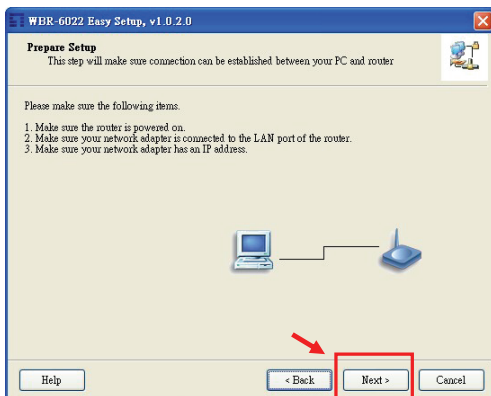 WBR-6022 Easy Setup, v1.0.2.0
Prepare Setup
This step will make sure connection can be established between your PC and router
Please make sure the following items.
1. Make sure the router is powered on.
2. Make sure your network adapter is connected to the LAN port of the router.
3. Make sure your network adapter has an IP address.
Help
< Back
Next >
Cancel